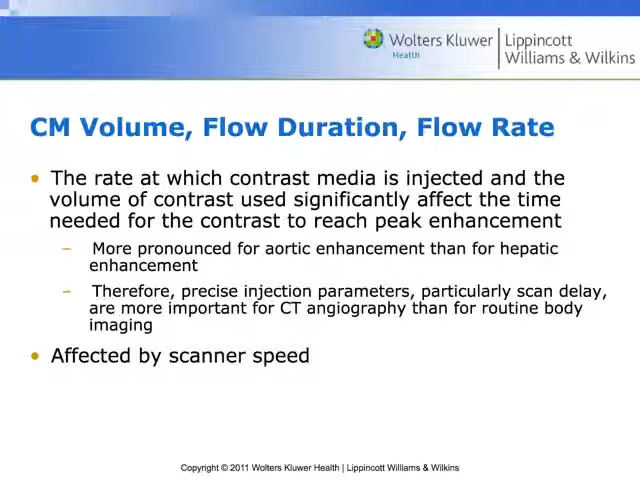 Wolters Kluwer
Health
Lippincott
Williams & Wilkins
CM Volume, Flow Duration, Flow Rate
• The rate at which contrast media is injected and the
volume of contrast used significantly affect the time
needed for the contrast to reach peak enhancement
– More pronounced for aortic enhancement than for hepatic
enhancement
– Therefore, precise injection parameters, particularly scan delay,
are more important for CT angiography than for routine body
imaging
• Affected by scanner speed
Copyright © 2011 Wolters Kluwer Health | Lippincott Williams & Wilkins